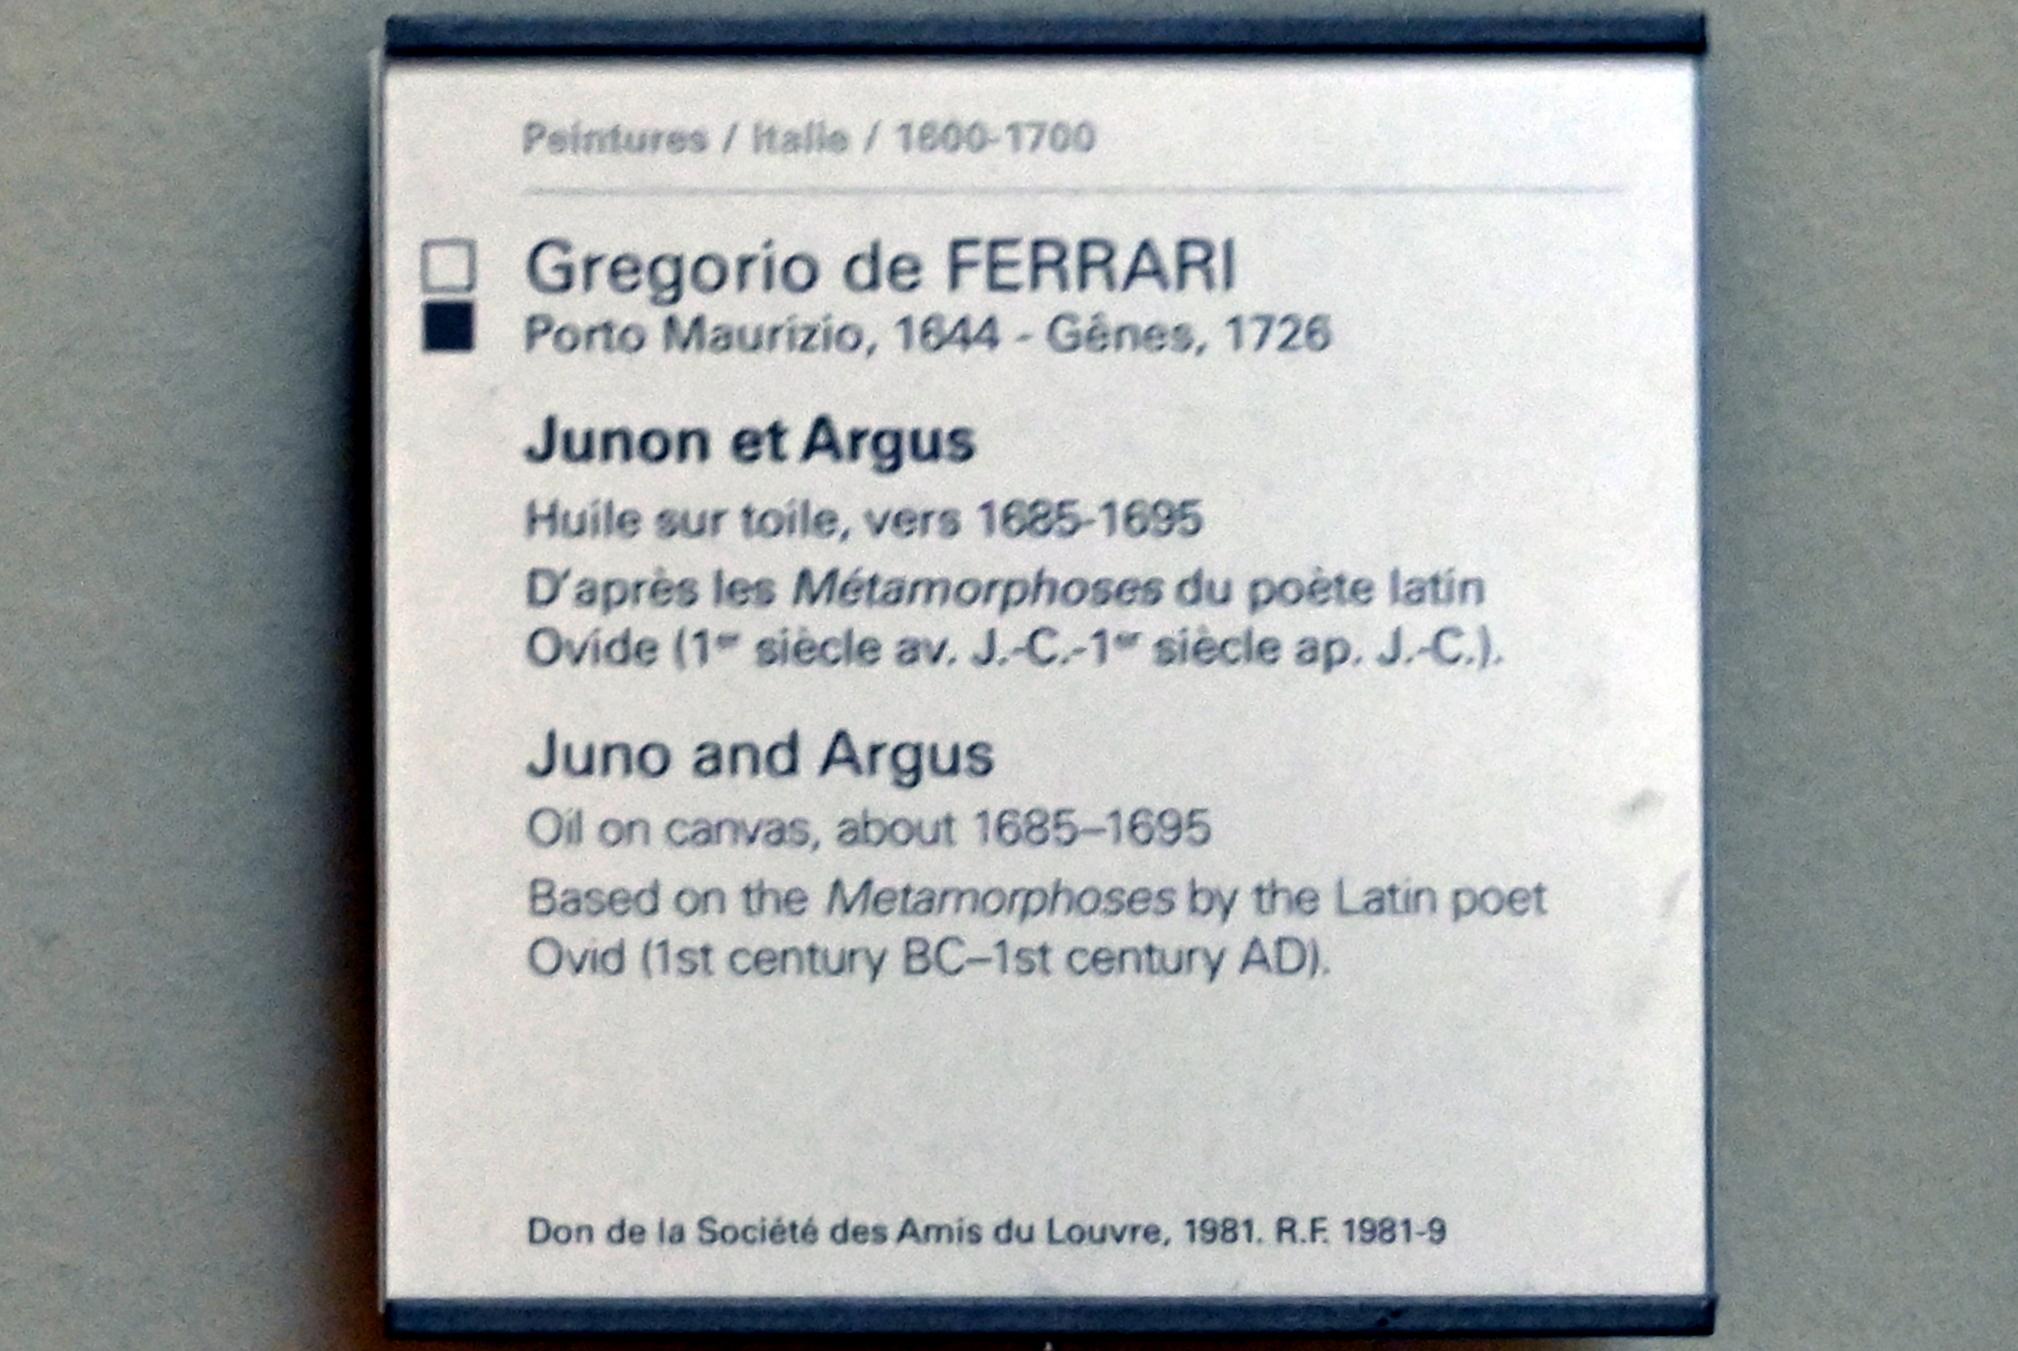 Peintures / Italie / 1600-1700
Gregorio de FERRARI
Porto Maurizio, 1644 - Gênes, 1726
Junon et Argus
Huile sur toile, vers 1685-1695
D'après les Métamorphoses du poète latin
Ovide (1er siècle av. J.-C.-1er siècle ap. J.-C.).
Juno and Argus
Oil on canvas, about 1685–1695
Based on the Metamorphoses by the Latin poet
Ovid (1st century BC–1st century AD).
Don de la Société des Amis du Louvre, 1981. R.F. 1981-9